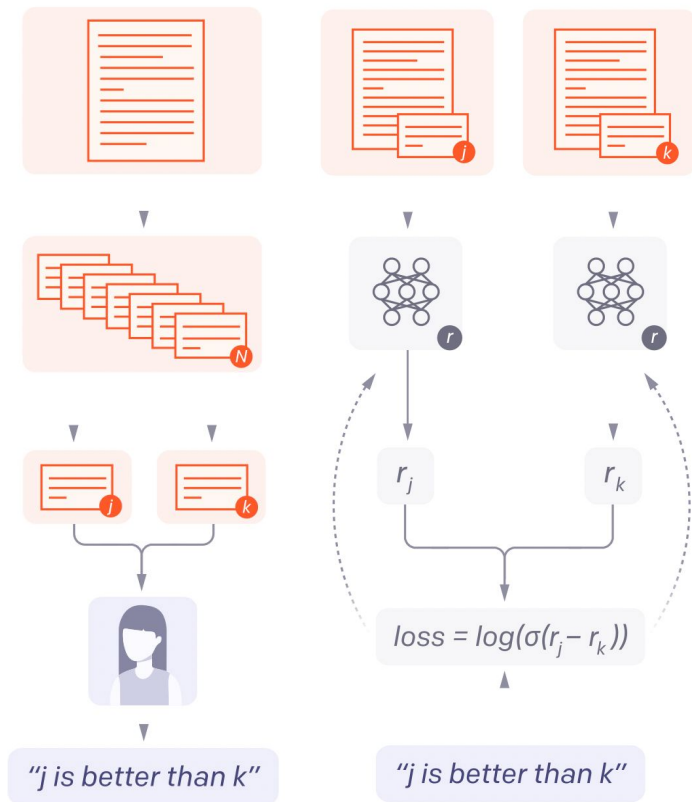 j
k
N
r
r
j
k
r_j
r_k
loss = log(σ(r_j – r_k))
“j is better than k”
“j is better than k”